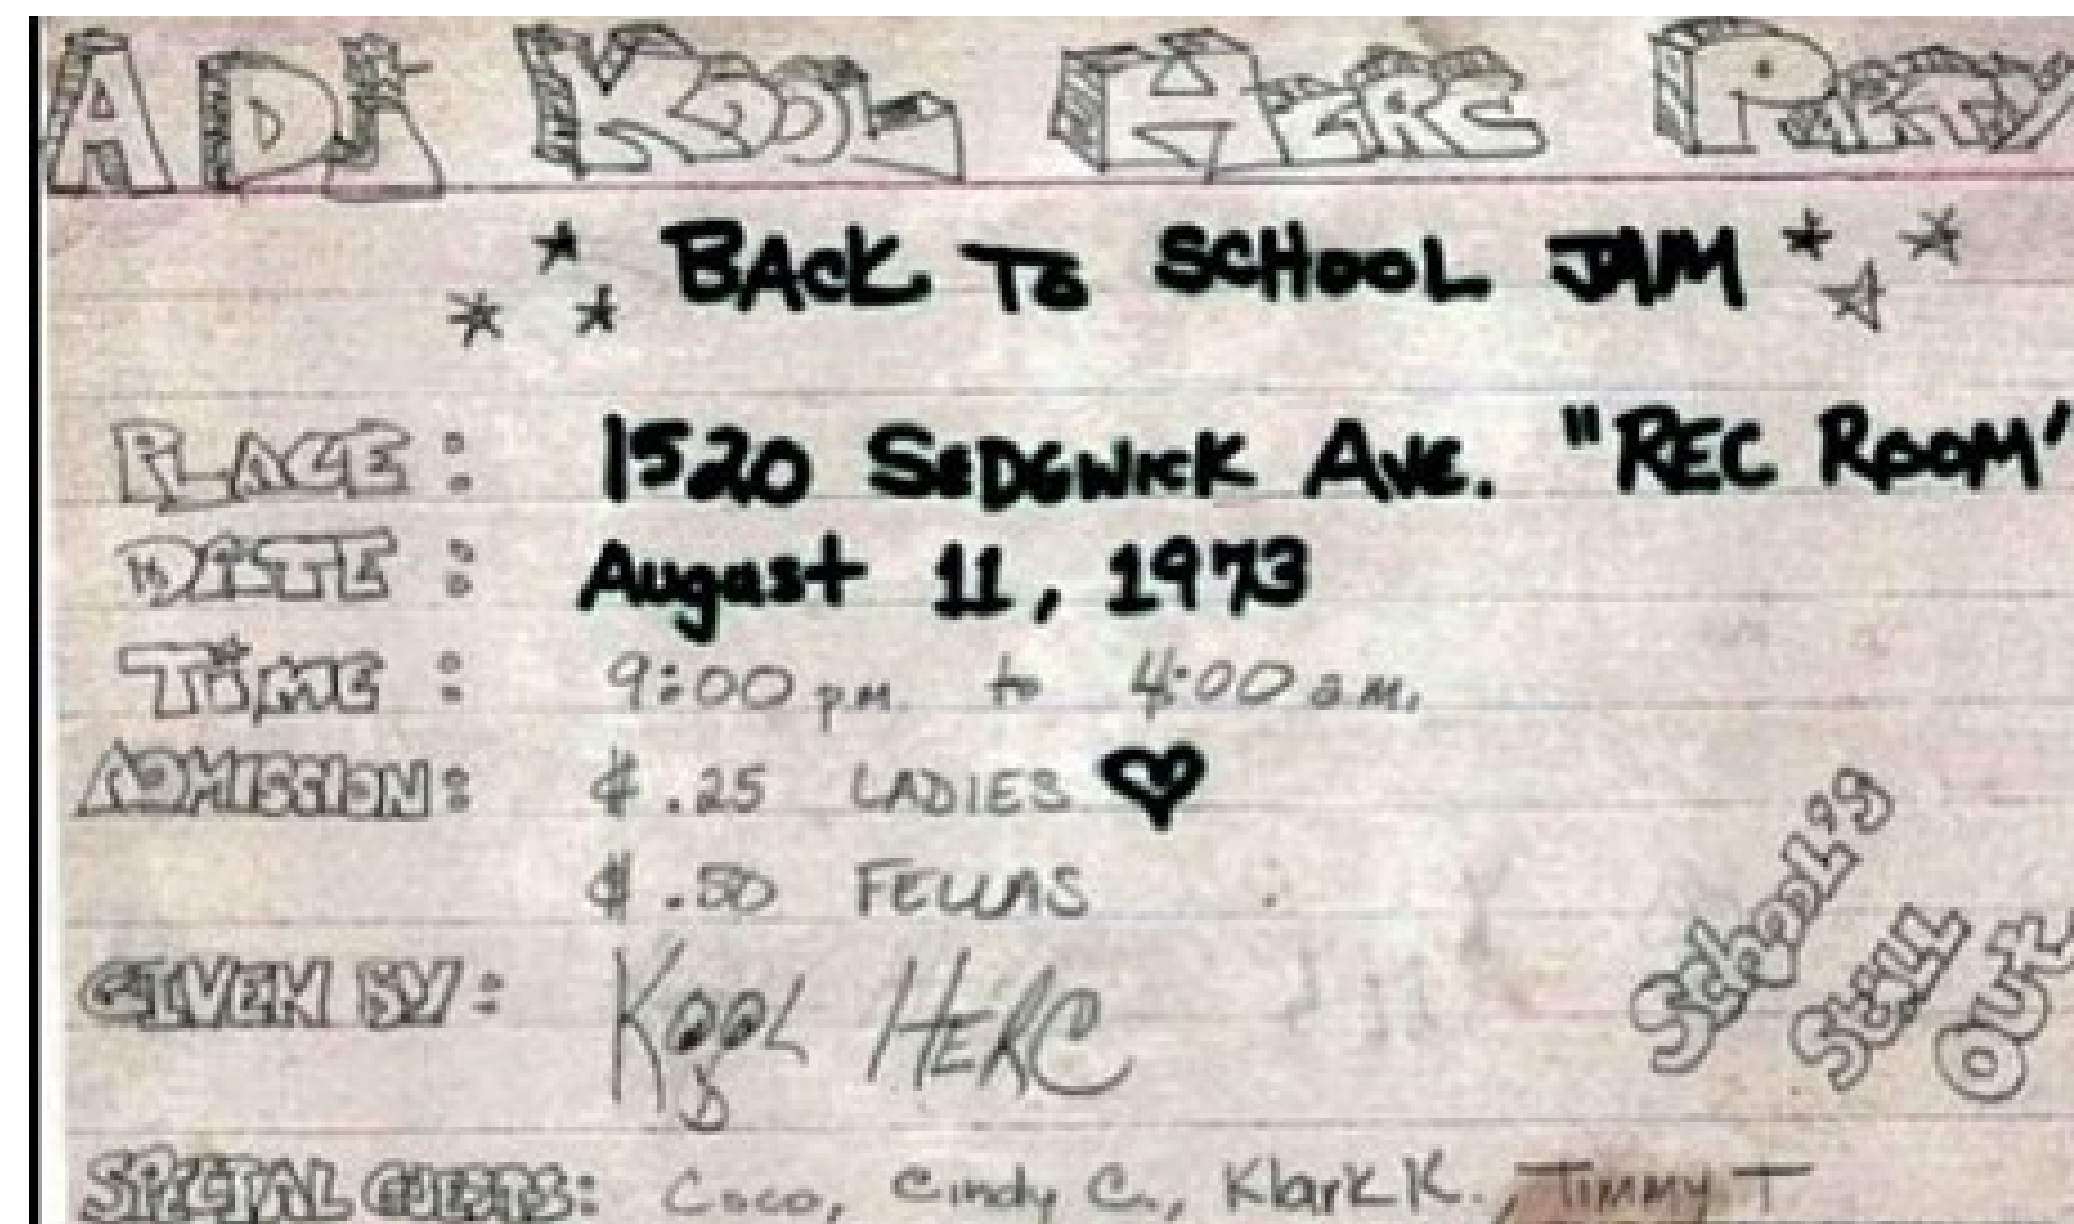 A DJ KOOL HERC PARTY
BACK TO SCHOOL JAM
PLACE: 1520 SEDGWICK AVE. "REC ROOM"
DATE: August 11, 1973
TIME: 9:00 pm to 4:00 a.m.
ADMISSION: $.25 LADIES
$.50 FELLAS
GIVEN BY: KOOL HERC
SPECIAL GUESTS: Coco, Cindy C., Klark K., TIMMY T
SCHOOL'S
STILL
OUT